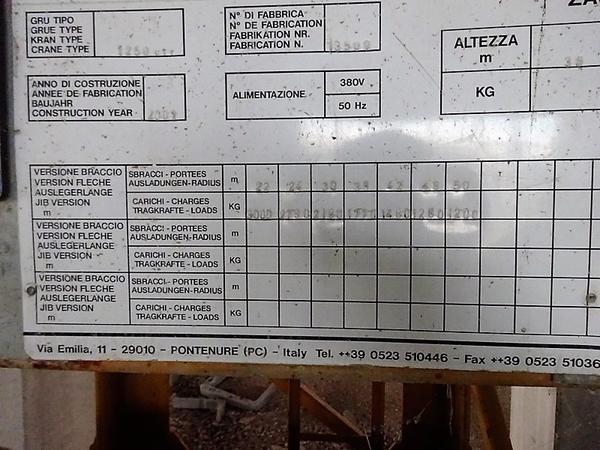 GRU TIPO
GRUE TYPE
KRAN TYPE
CRANE TYPE
N° DI FABBRICA
N° DE FABRICATION
FABRIKATION NR.
FABRICATION N.
ALTEZZA
m
KG
ANNO DI COSTRUZIONE
ANNEE DE FABRICATION
BAUJAHR
CONSTRUCTION YEAR
ALIMENTAZIONE
380V
50 Hz
VERSIONE BRACCIO
VERSION FLECHE
AUSLEGERLANGE
JIB VERSION
m
SBRACCI - PORTEES
AUSLADUNGEN-RADIUS
m
CARICHI - CHARGES
TRAGKRAFTE - LOADS
KG
VERSIONE BRACCIO
VERSION FLECHE
AUSLEGERLANGE
JIB VERSION
m
SBRACCI - PORTEES
AUSLADUNGEN-RADIUS
m
CARICHI - CHARGES
TRAGKRAFTE - LOADS
KG
VERSIONE BRACCIO
VERSION FLECHE
AUSLEGERLANGE
JIB VERSION
m
SBRACCI - PORTEES
AUSLADUNGEN-RADIUS
m
CARICHI - CHARGES
TRAGKRAFTE - LOADS
KG
Via Emilia, 11 - 29010 - PONTENURE (PC) - Italy Tel. ++39 0523 510446 - Fax ++39 0523 51036